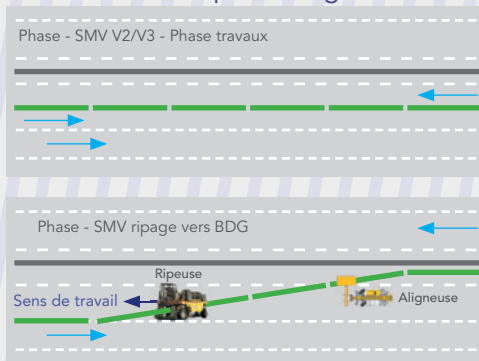 Phase - SMV V2/V3 - Phase travaux
Phase - SMV ripage vers BDG
Ripeuse
Sens de travail
Aligneuse